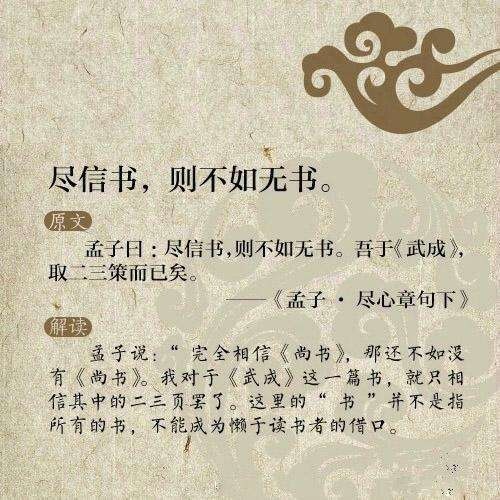 尽信书，则不如无书。
原文
孟子曰：尽信书，则不如无书。吾于《武成》，
取二三策而已矣。
——《孟子·尽心章句下》
解读
孟子说：“完全相信《尚书》，那还不如没
有《尚书》。我对于《武成》这一篇书，就只相
信其中的二三页罢了。这里的“书”并不是指
所有的书，不能成为懒于读书者的借口。